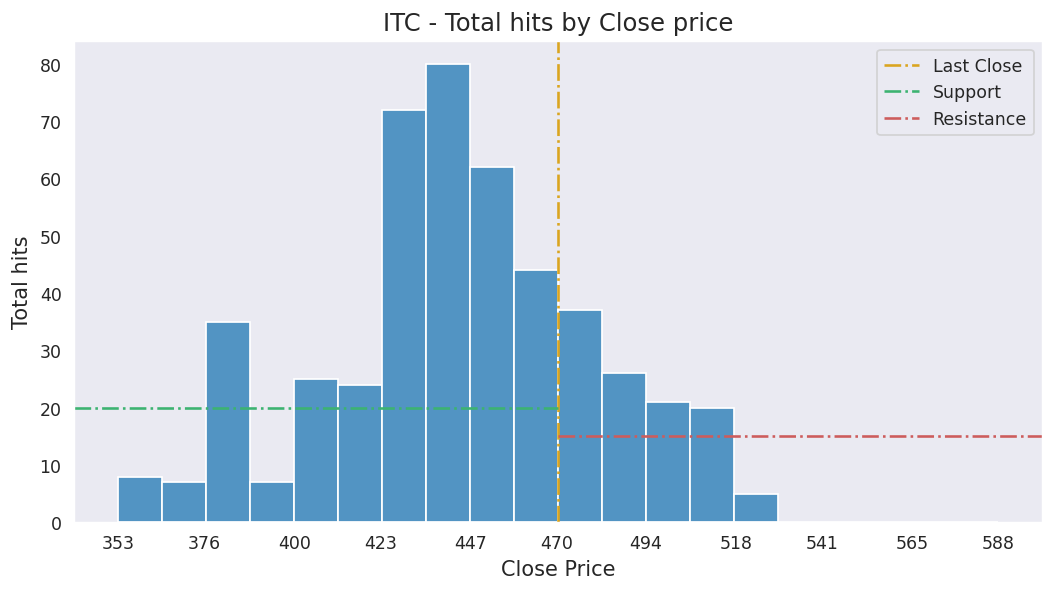 ITC - Total hits by Close price
Last Close
Support
Resistance
Total hits
80
70
60
50
40
30
20
10
0
353 376 400 423 447 470 494 518 541 565 588
Close Price